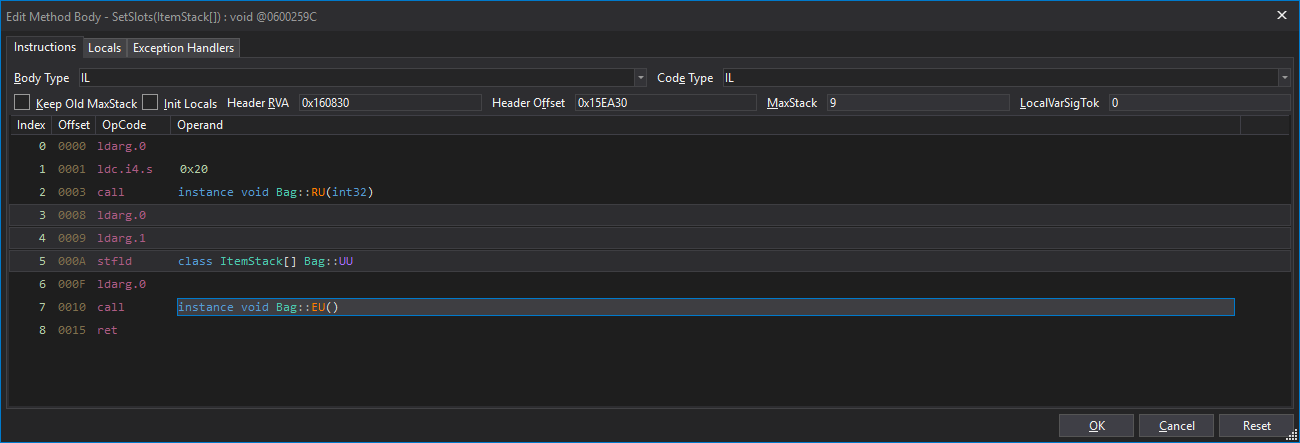 Edit Method Body - SetSlots(ItemStack[]) : void @0600259C
Instructions Locals Exception Handlers
Body Type IL Code Type IL
Keep Old MaxStack Init Locals Header RVA 0x160830 Header Offset 0x15EA30 MaxStack 9 LocalVarSigTok 0
Index Offset OpCode Operand
0 0000 ldarg.0
1 0001 ldc.i4.s 0x20
2 0003 call instance void Bag::RU(int32)
3 0008 ldarg.0
4 0009 ldarg.1
5 000A stfld class ItemStack[] Bag::UU
6 000F ldarg.0
7 0010 call instance void Bag::EU()
8 0015 ret
OK Cancel Reset